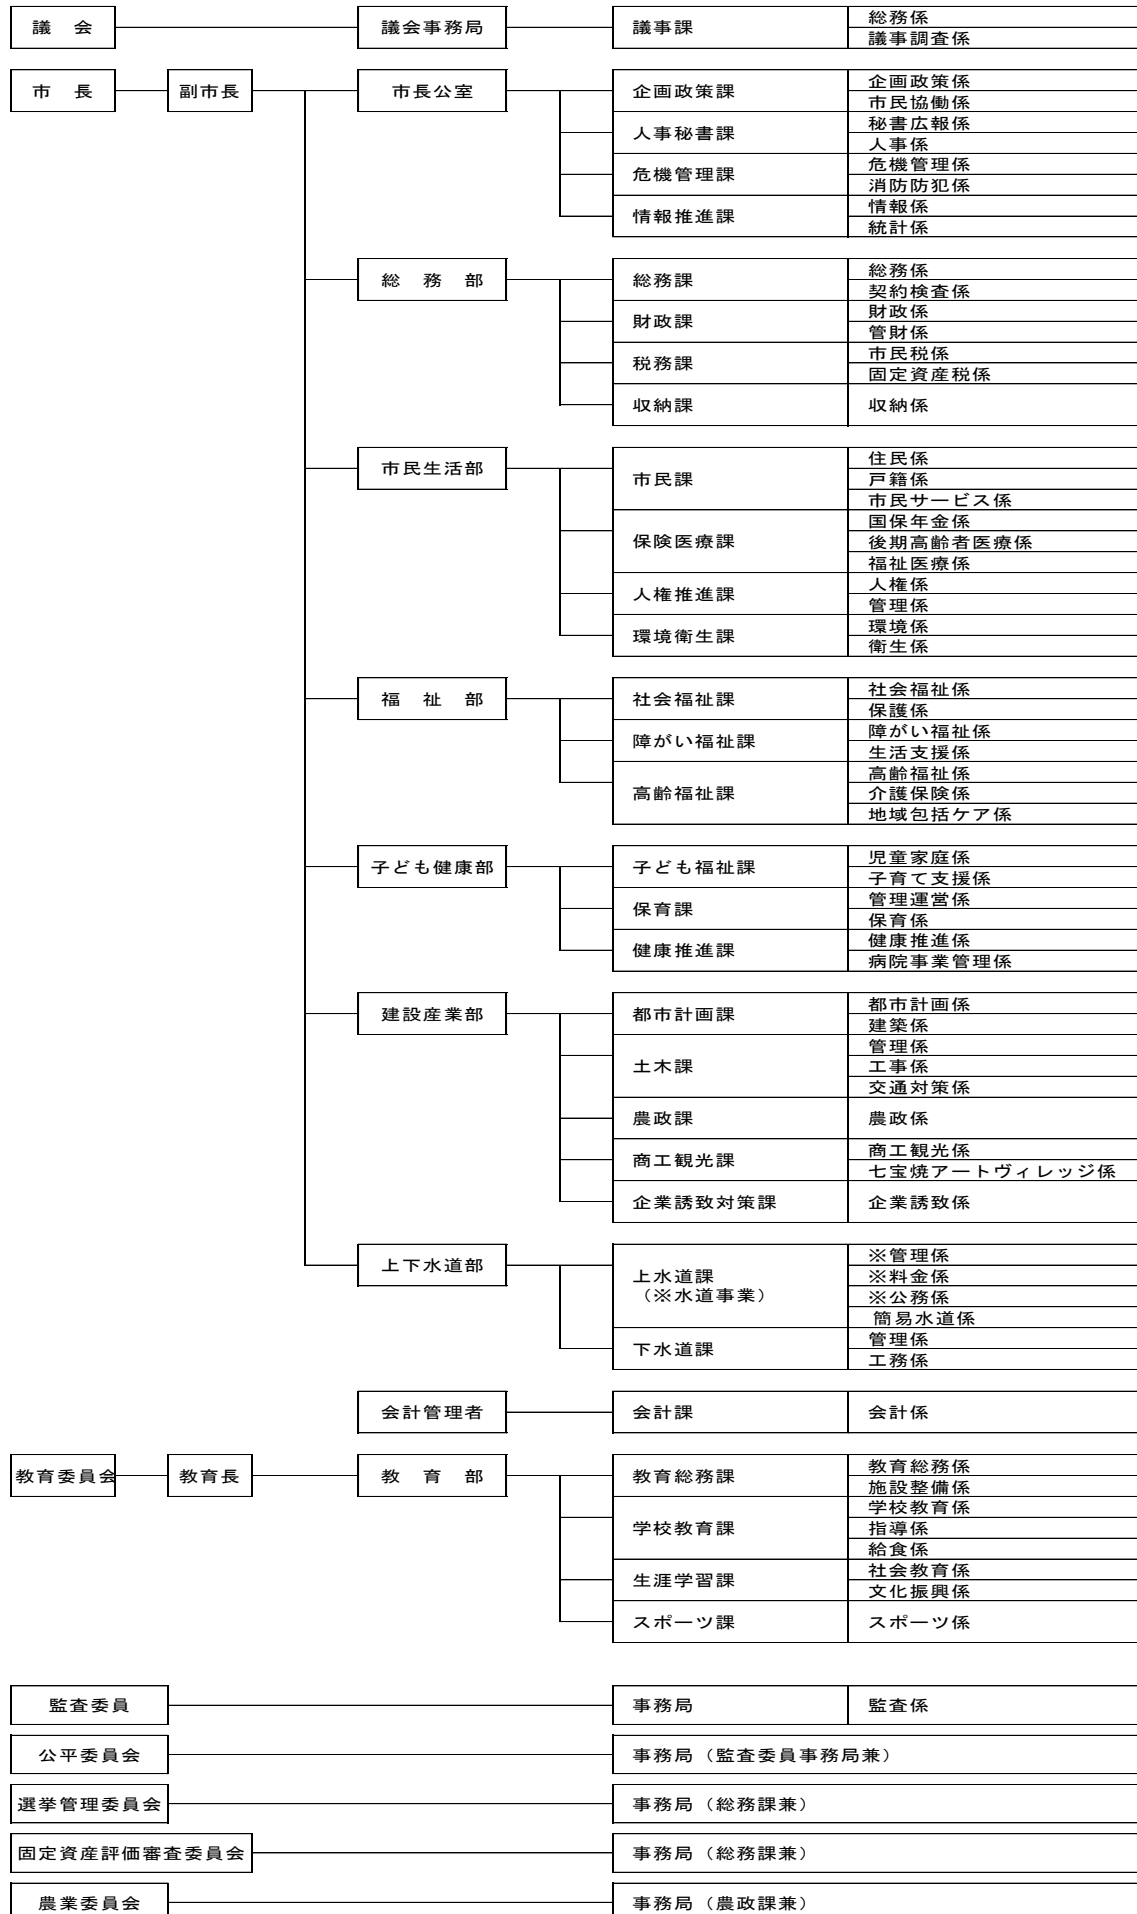 議　会 議会事務局 議事課 総務係
議事調査係
市　長 副市長 市長公室 企画政策課 企画政策係
市民協働係
人事秘書課 秘書広報係
人事係
危機管理課 危機管理係
消防防犯係
情報推進課 情報係
統計係
総　務　部 総務課 総務係
契約検査係
財政課 財政係
管財係
税務課 市民税係
固定資産税係
収納課 収納係
市民生活部 市民課 住民係
戸籍係
市民サービス係
保険医療課 国保年金係
後期高齢者医療係
福祉医療係
人権推進課 人権係
管理係
環境衛生課 環境係
衛生係
福　祉　部 社会福祉課 社会福祉係
保護係
障がい福祉課 障がい福祉係
生活支援係
高齢福祉課 高齢福祉係
介護保険係
地域包括ケア係
子ども健康部 子ども福祉課 児童家庭係
子育て支援係
保育課 管理運営係
保育係
健康推進課 健康推進係
病院事業管理係
建設産業部 都市計画課 都市計画係
建築係
土木課 管理係
工事係
交通対策係
農政課 農政係
商工観光課 商工観光係
七宝焼アートヴィレッジ係
企業誘致対策課 企業誘致係
上下水道部 上水道課 ※管理係
（※水道事業） ※料金係
※公務係
簡易水道係
下水道課 管理係
工務係
会計管理者 会計課 会計係
教育委員会 教育長 教　育　部 教育総務課 教育総務係
施設整備係
学校教育課 学校教育係
指導係
給食係
生涯学習課 社会教育係
文化振興係
スポーツ課 スポーツ係
監査委員 事務局 監査係
公平委員会 事務局（監査委員事務局兼）
選挙管理委員会 事務局（総務課兼）
固定資産評価審査委員会 事務局（総務課兼）
農業委員会 事務局（農政課兼）